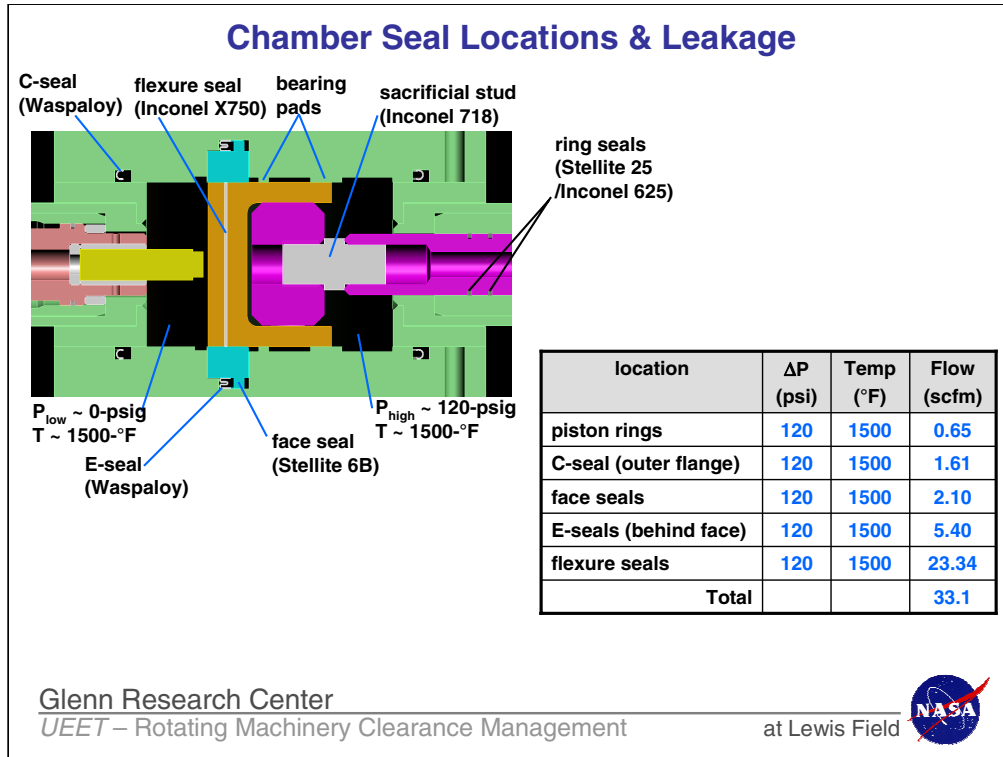 Chamber Seal Locations & Leakage
C-seal
(Waspaloy)
flexure seal
(Inconel X750)
bearing
pads
sacrificial stud
(Inconel 718)
ring seals
(Stellite 25
/Inconel 625)
Plow ~ 0-psig
T ~ 1500-°F
E-seal
(Waspaloy)
face seal
(Stellite 6B)
Phigh ~ 120-psig
T ~ 1500-°F
location ΔP (psi) Temp (°F) Flow (scfm)
piston rings 120 1500 0.65
C-seal (outer flange) 120 1500 1.61
face seals 120 1500 2.10
E-seals (behind face) 120 1500 5.40
flexure seals 120 1500 23.34
Total 33.1
Glenn Research Center
UEET – Rotating Machinery Clearance Management
at Lewis Field
NASA